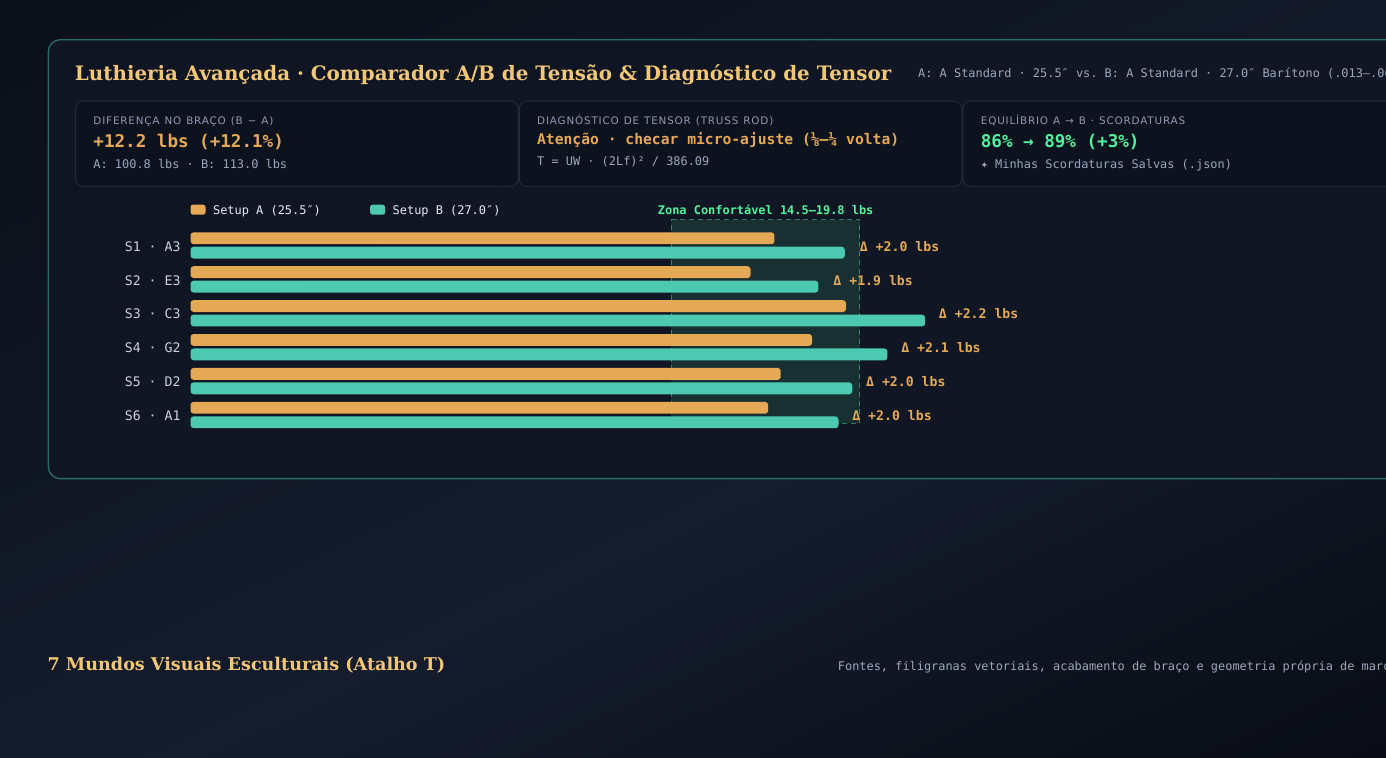 Luthieria Avançada · Comparador A/B de Tensão & Diagnóstico de Tensor
A: A Standard · 25.5″ vs. B: A Standard · 27.0″ Barítono (.013–.0
DIFERENÇA NO BRAÇO (B − A)
+12.2 lbs (+12.1%)
A: 100.8 lbs · B: 113.0 lbs
DIAGNÓSTICO DE TENSOR (TRUSS ROD)
Atenção · checar micro-ajuste (⅛–¼ volta)
T = UW · (2Lf)² / 386.09
EQUILÍBRIO A → B · SCORDATURAS
86% → 89% (+3%)
✦ Minhas Scordaturas Salvas (.json)
Setup A (25.5″)
Setup B (27.0″)
Zona Confortável 14.5–19.8 lbs
S1 · A3
Δ +2.0 lbs
S2 · E3
Δ +1.9 lbs
S3 · C3
Δ +2.2 lbs
S4 · G2
Δ +2.1 lbs
S5 · D2
Δ +2.0 lbs
S6 · A1
Δ +2.0 lbs
7 Mundos Visuais Esculturais (Atalho T)
Fontes, filigranas vetoriais, acabamento de braço e geometria própria de marc